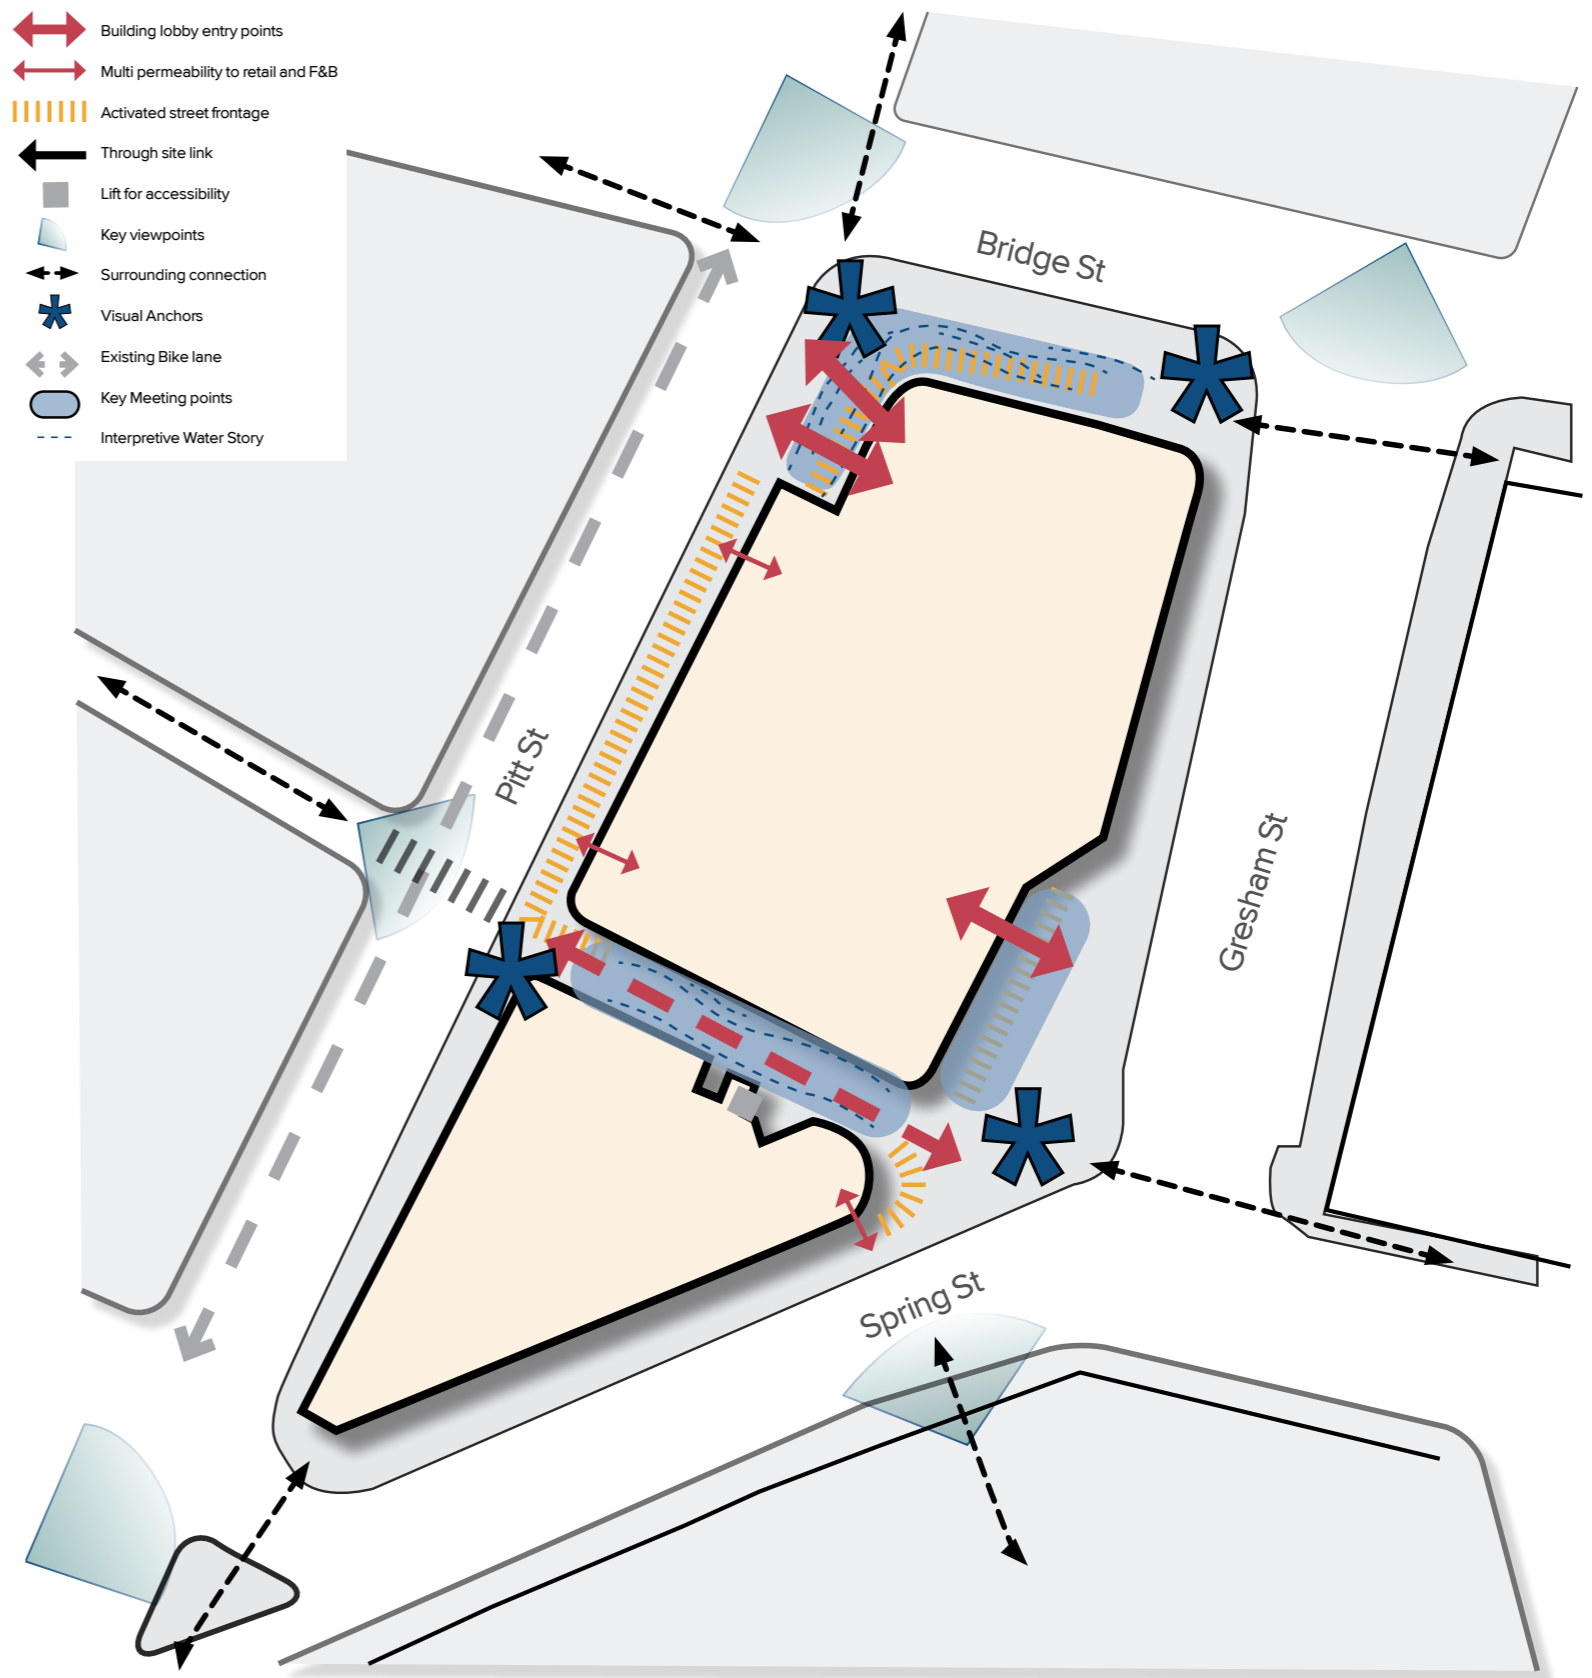 Building lobby entry points
Multi permeability to retail and F&B
Activated street frontage
Through site link
Lift for accessibility
Key viewpoints
Surrounding connection
Visual Anchors
Existing Bike lane
Key Meeting points
Interpretive Water Story
Bridge St
Pitt St
Gresham St
Spring St